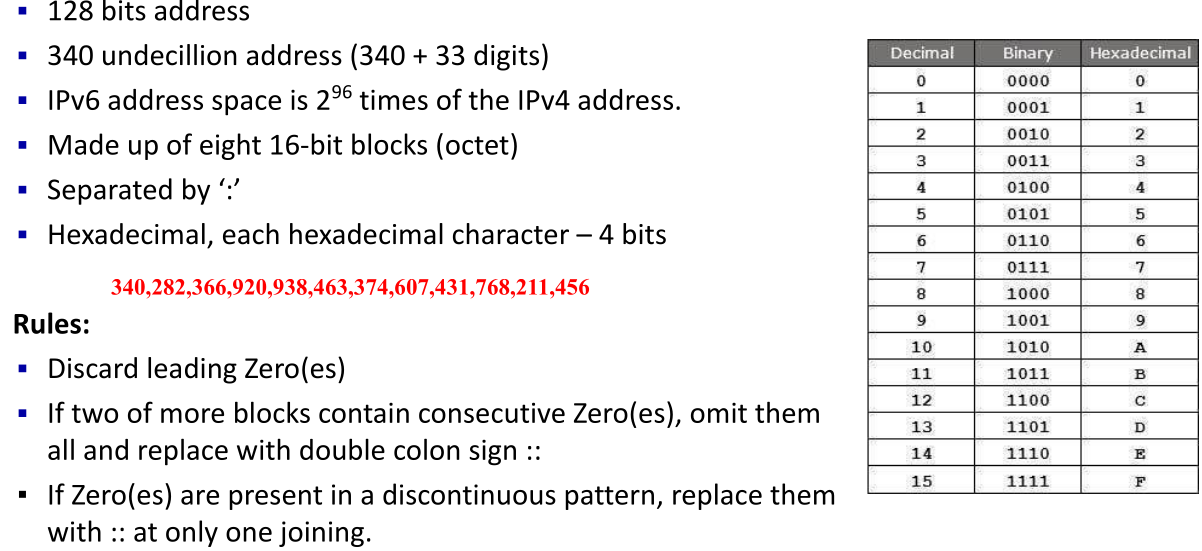 ▪ 128 bits address
▪ 340 undecillion address (340 + 33 digits)
▪ IPv6 address space is 2^96 times of the IPv4 address.
▪ Made up of eight 16-bit blocks (octet)
▪ Separated by ‘:’
▪ Hexadecimal, each hexadecimal character – 4 bits
340,282,366,920,938,463,374,607,431,768,211,456
Rules:
▪ Discard leading Zero(es)
▪ If two of more blocks contain consecutive Zero(es), omit them
all and replace with double colon sign ::
▪ If Zero(es) are present in a discontinuous pattern, replace them
with :: at only one joining.
Decimal Binary Hexadecimal
0 0000 0
1 0001 1
2 0010 2
3 0011 3
4 0100 4
5 0101 5
6 0110 6
7 0111 7
8 1000 8
9 1001 9
10 1010 A
11 1011 B
12 1100 C
13 1101 D
14 1110 E
15 1111 F